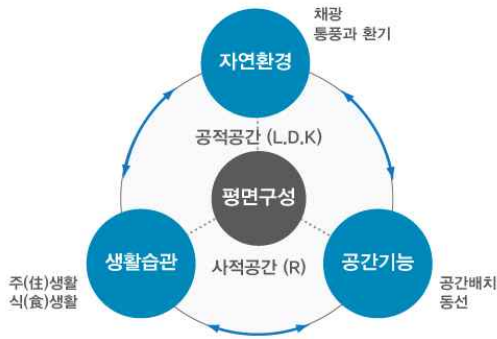 채광
통풍과 환기
자연환경
공적공간 (L.D.K)
평면구성
생활습관
사적공간 (R)
공간기능
주(住)생활
식(食)생활
공간배치
동선